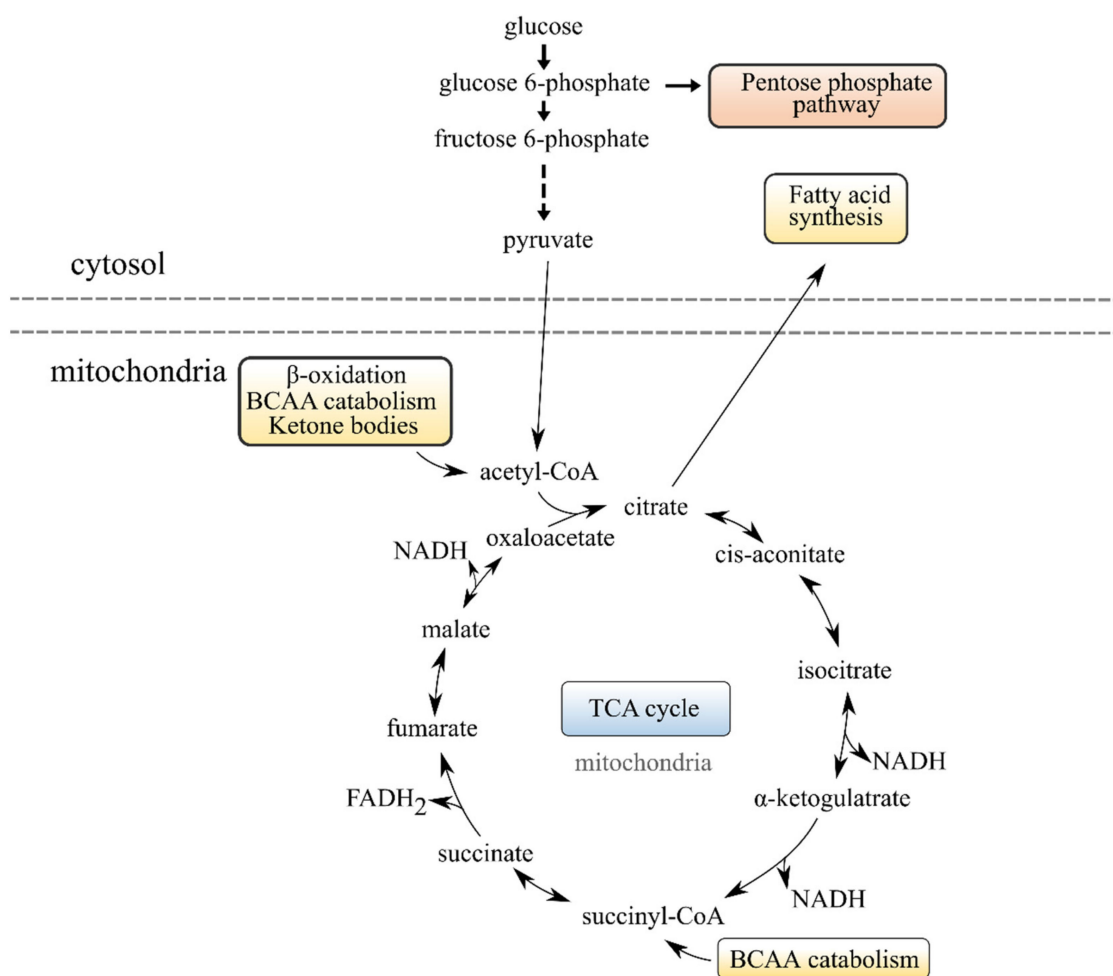 glucose
glucose 6-phosphate
Pentose phosphate
pathway
fructose 6-phosphate
Fatty acid
synthesis
pyruvate
cytosol
mitochondria
β-oxidation
BCAA catabolism
Ketone bodies
acetyl-CoA
citrate
oxaloacetate
cis-aconitate
NADH
malate
isocitrate
TCA cycle
fumarate
mitochondria
NADH
α-ketogulatrate
FADH2
succinate
NADH
succinyl-CoA
BCAA catabolism